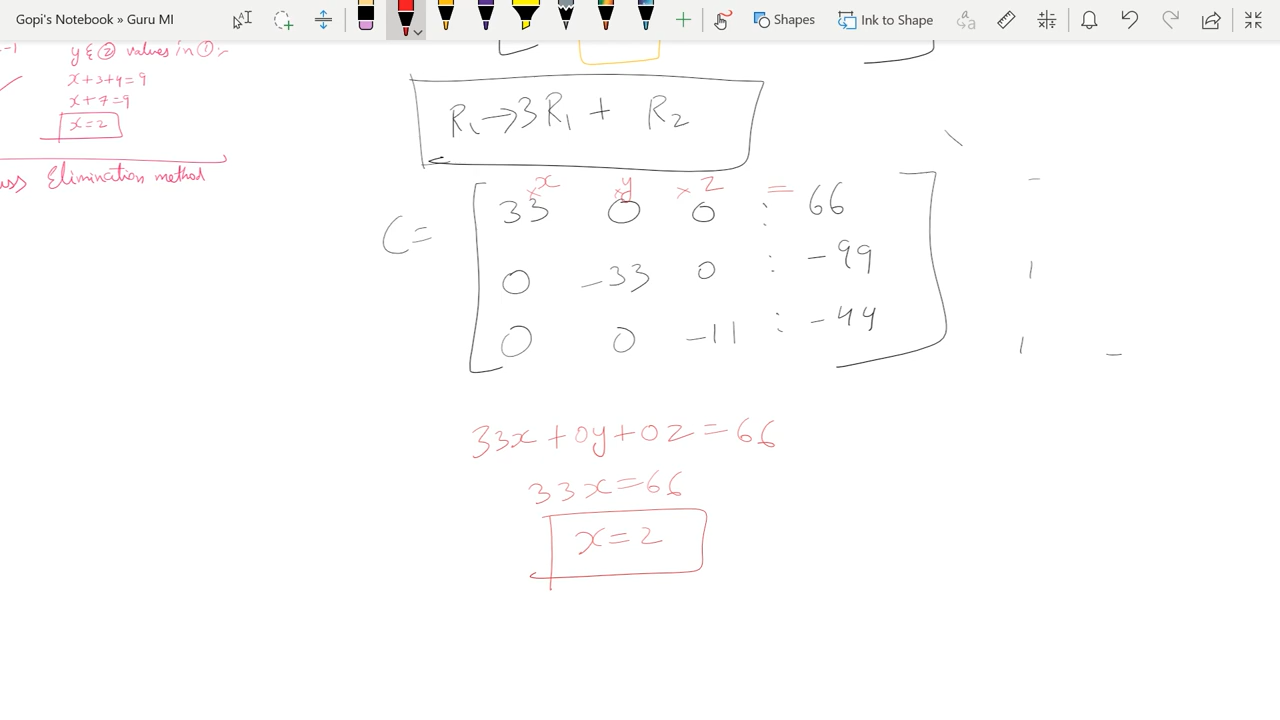 Gopi's Notebook » Guru MI
Shapes
Ink to Shape
-1
y & ② values in ① :-
x+3+4=9
x+7=9
x=2
Elimination method
R₁→3R₁ + R₂
x y z =
C= 33 0 0 : 66
0 -33 0 : -99
0 0 -11 : -44
33x+0y+0z=66
33x=66
x=2